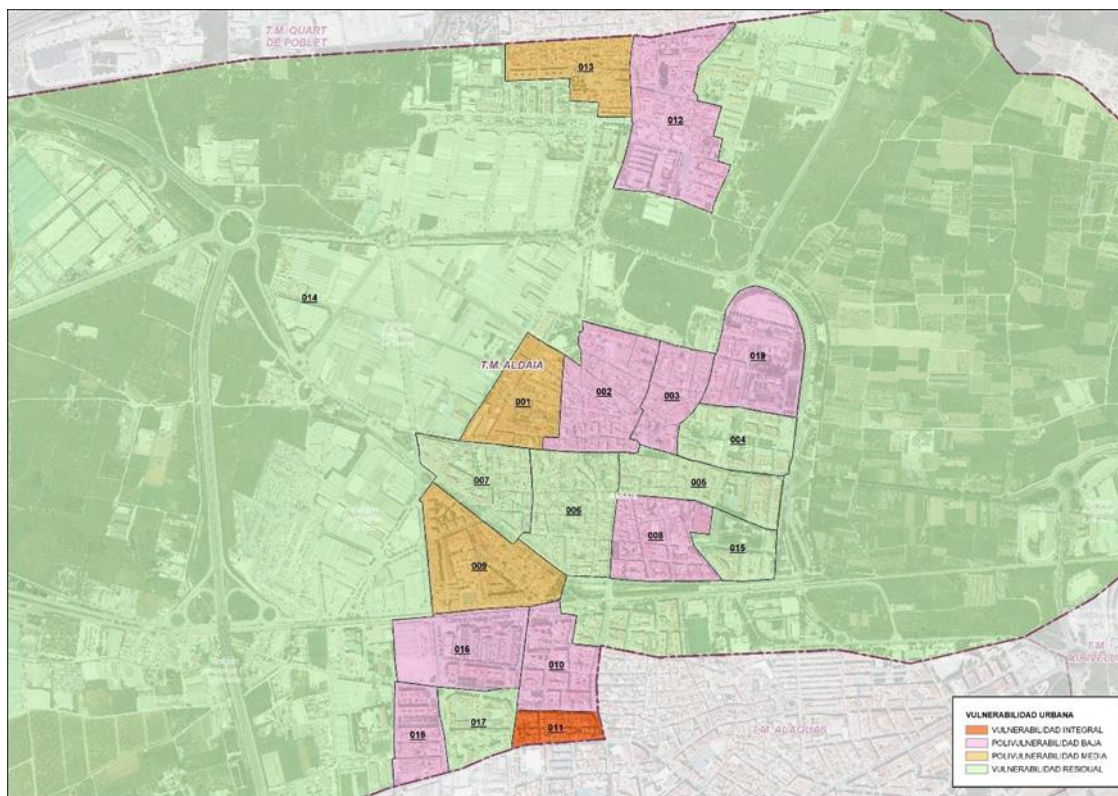 T.M. QUART
DE POBLET
013
012
014
T.M. ALDAIA
019
001
002
003
004
007
006
005
008
015
009
016
010
018
017
011
T.M. ALAQUÀS
T.M.
VULNERABILIDAD URBANA
VULNERABILIDAD INTEGRAL
POLIVULNERABILIDAD BAJA
POLIVULNERABILIDAD MEDIA
VULNERABILIDAD RESIDUAL